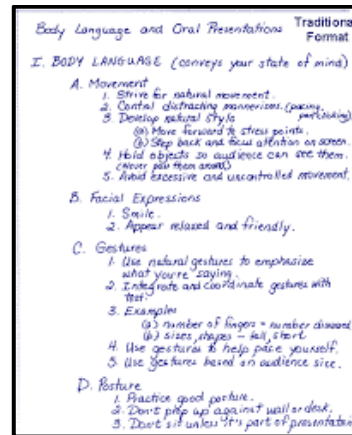 Body Language and Oral Presentations
Traditional
Format
I. BODY LANGUAGE (conveys your state of mind)
A. Movement
1. Strive for natural movement.
2. Control distracting mannerisms. (pacing,
3. Develop natural style
(a) Move forward to stress points.
(b) Step back and focus attention on screen.
4. Hold objects so audience can see them.
(Never pass them around)
5. Avoid excessive and uncontrolled movement.
B. Facial Expressions
1. Smile.
2. Appear relaxed and friendly.
C. Gestures
1. Use natural gestures to emphasize
what you're saying.
2. Integrate and coordinate gestures with
text.
3. Examples
(a) number of fingers = number discussed
(b) sizes, shapes - tall, short
4. Use gestures to help pace yourself.
5. Use gestures based on audience size.
D. Posture
1. Practice good posture.
2. Don't prop up against wall or desk.
3. Don't sit unless it's part of presentation